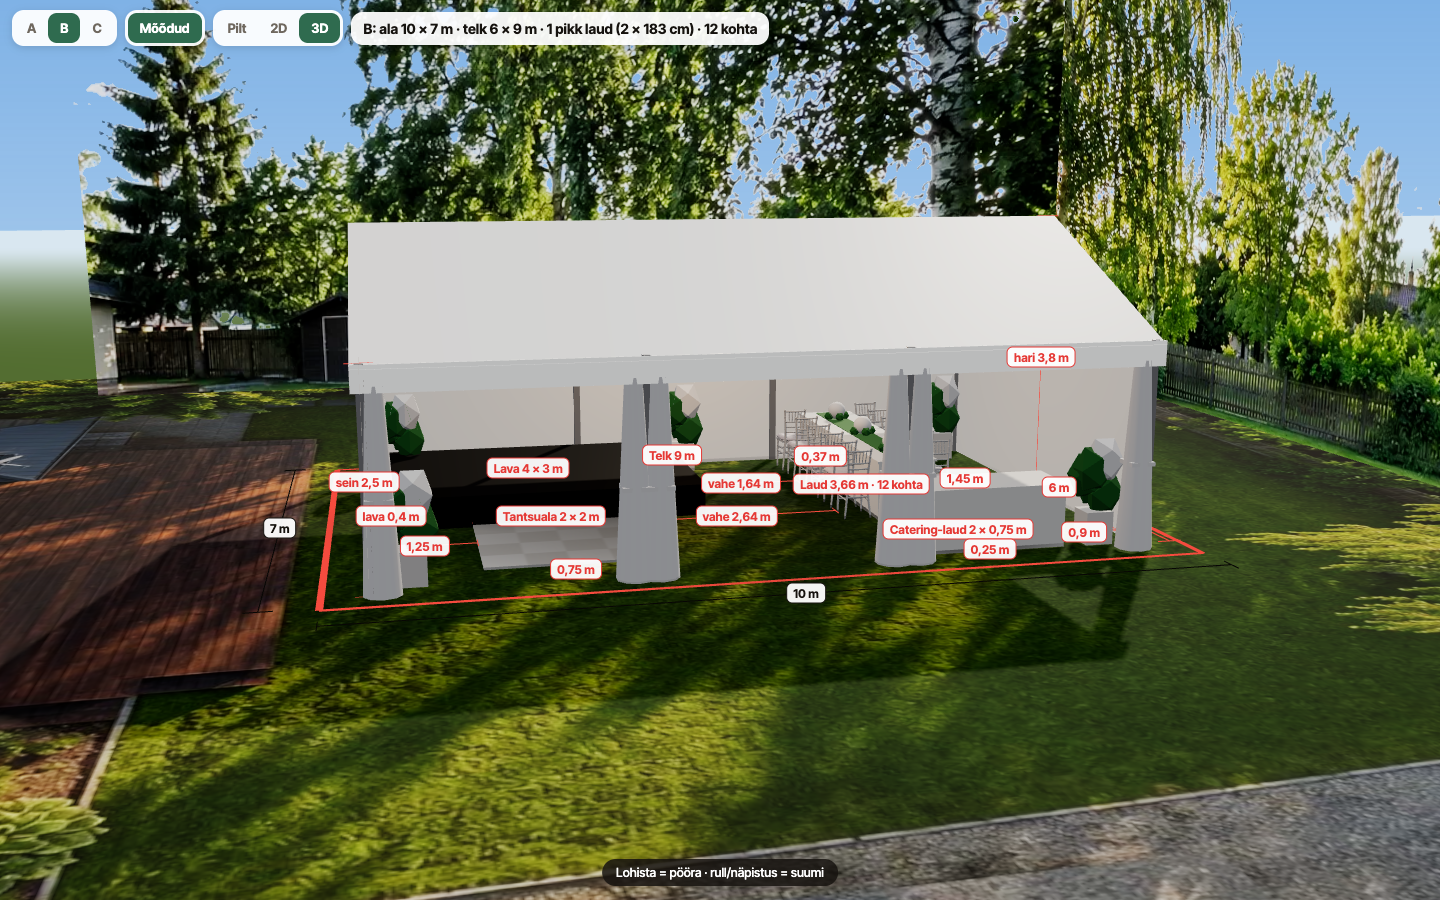 A B C Mõõdud Pilt 2D 3D B: ala 10 × 7 m · telk 6 × 9 m · 1 pikk laud (2 × 183 cm) · 12 kohta
hari 3,8 m
Telk 9 m
0,37 m
Lava 4 × 3 m
sein 2,5 m
vahe 1,64 m
Laud 3,66 m · 12 kohta
1,45 m
6 m
lava 0,4 m
Tantsuala 2 × 2 m
vahe 2,64 m
7 m
Catering-laud 2 × 0,75 m
0,9 m
1,25 m
0,25 m
0,75 m
10 m
Lohista = pööra · rull/näpistus = suumi